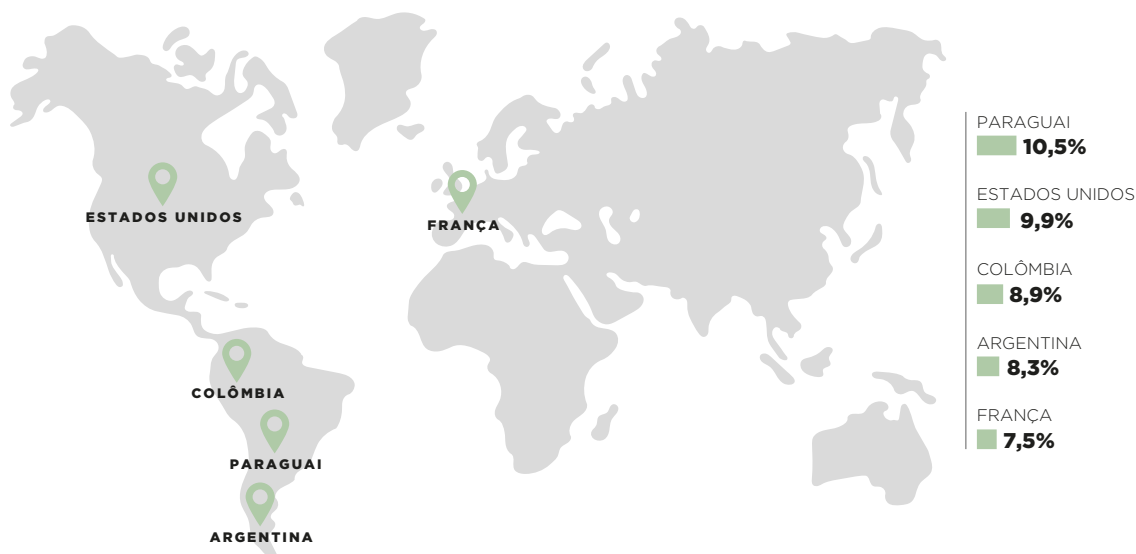 ESTADOS UNIDOS
FRANÇA
COLÔMBIA
PARAGUAI
ARGENTINA
PARAGUAI
10,5%
ESTADOS UNIDOS
9,9%
COLÔMBIA
8,9%
ARGENTINA
8,3%
FRANÇA
7,5%